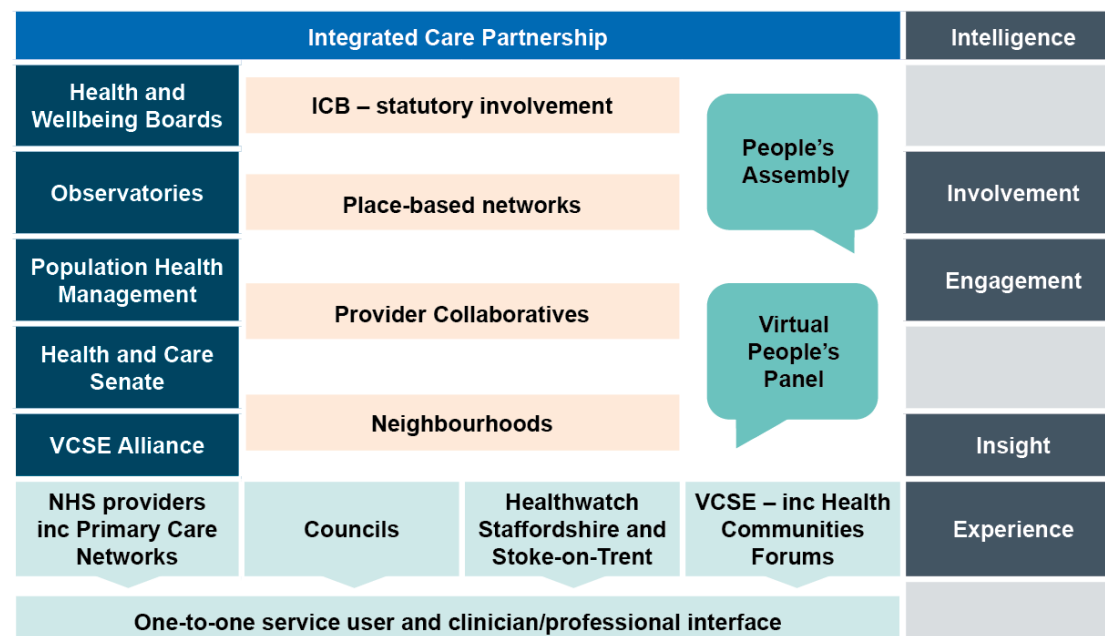 Integrated Care Partnership
Intelligence
Health and
Wellbeing Boards
ICB – statutory involvement
People's
Assembly
Observatories
Place-based networks
Involvement
Population Health
Management
Provider Collaboratives
Engagement
Virtual
People's
Panel
Health and Care
Senate
Neighbourhoods
VCSE Alliance
Insight
NHS providers
inc Primary Care
Networks
Councils
Healthwatch
Staffordshire and
Stoke-on-Trent
VCSE – inc Health
Communities
Forums
Experience
One-to-one service user and clinician/professional interface